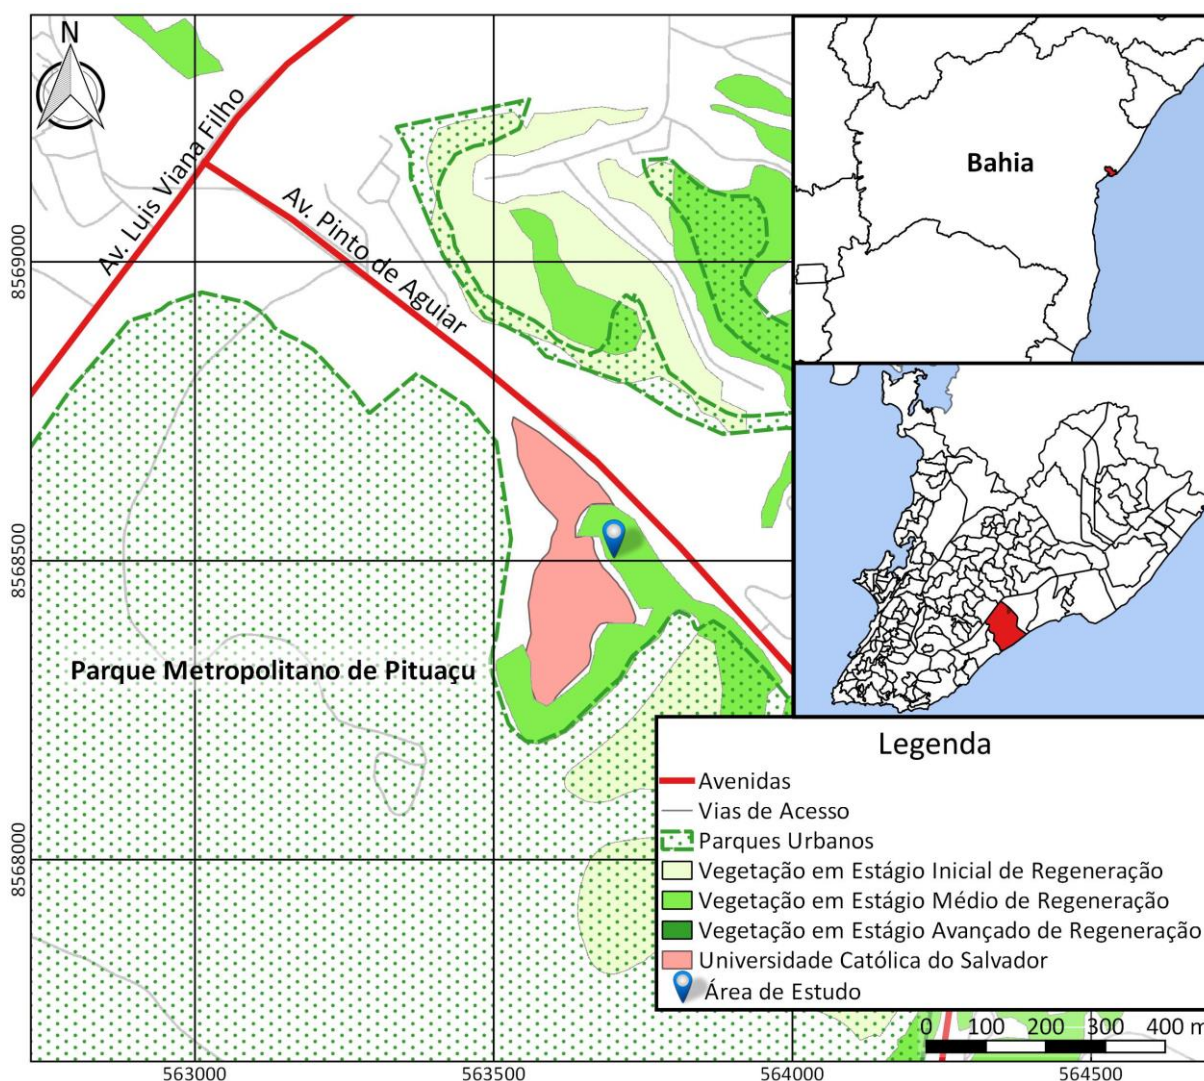 N
Av. Luis Viana Filho
Av. Pinto de Aguiar
Bahia
8569000
8568500
8568000
Parque Metropolitano de Pituaçu
Legenda
Avenidas
Vias de Acesso
Parques Urbanos
Vegetação em Estágio Inicial de Regeneração
Vegetação em Estágio Médio de Regeneração
Vegetação em Estágio Avançado de Regeneração
Universidade Católica do Salvador
Área de Estudo
0 100 200 300 400 m
563000 563500 564000 564500